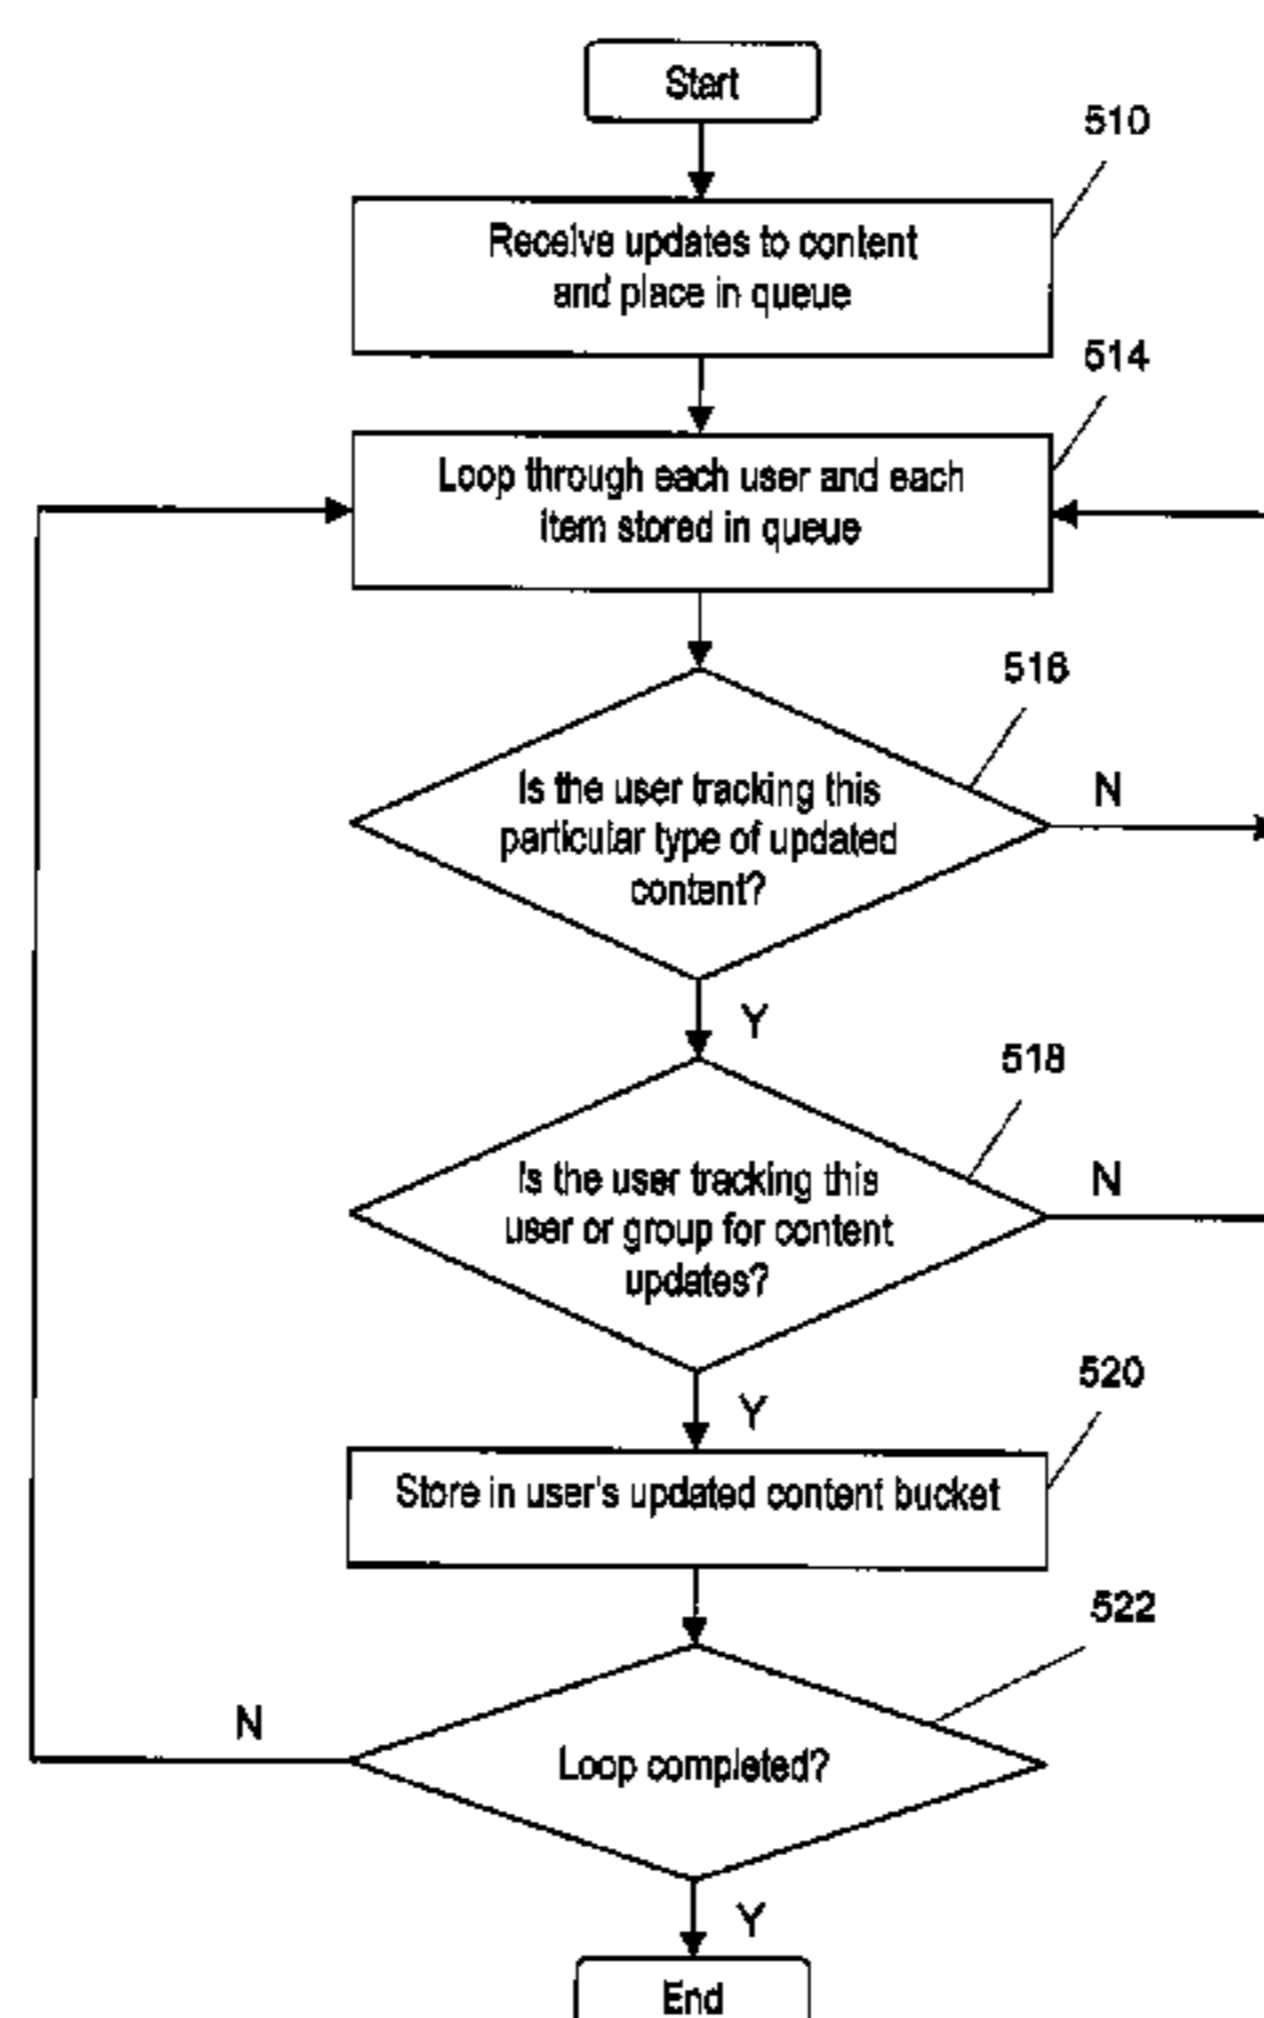 Start
510
Receive updates to content
and place in queue
514
Loop through each user and each
item stored in queue
516
Is the user tracking this
particular type of updated
content?
N
Y
518
Is the user tracking this
user or group for content
updates?
N
Y
520
Store in user's updated content bucket
522
Loop completed?
N
Y
End